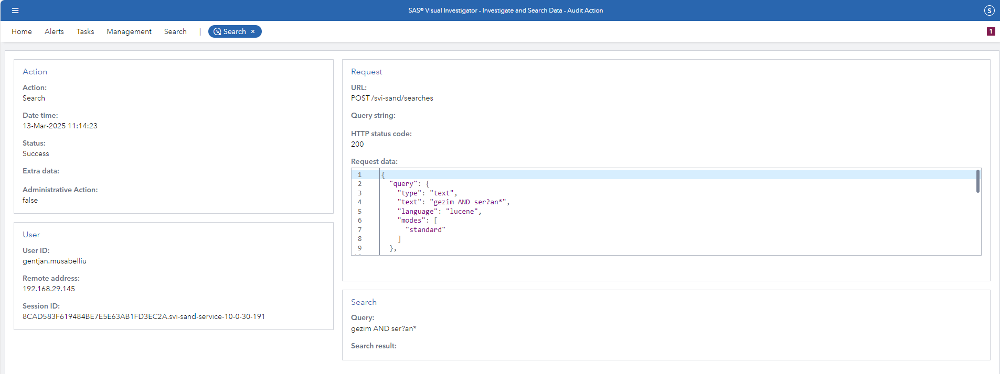 SAS® Visual Investigator - Investigate and Search Data - Audit Action
S
Home Alerts Tasks Management Search | Search ×
1
Action
Action:
Search
Date time:
13-Mar-2025 11:14:23
Status:
Success
Extra data:
Administrative Action:
false
User
User ID:
gentjan.musabelliu
Remote address:
192.168.29.145
Session ID:
8CAD583F619484BE7E5E63AB1FD3EC2A.svi-sand-service-10-0-30-191
Request
URL:
POST /svi-sand/searches
Query string:
HTTP status code:
200
Request data:
1 {
2 "query": {
3 "type": "text",
4 "text": "gezim AND ser?an*",
5 "language": "lucene",
6 "modes": [
7 "standard"
8 ]
9 },
Search
Query:
gezim AND ser?an*
Search result: